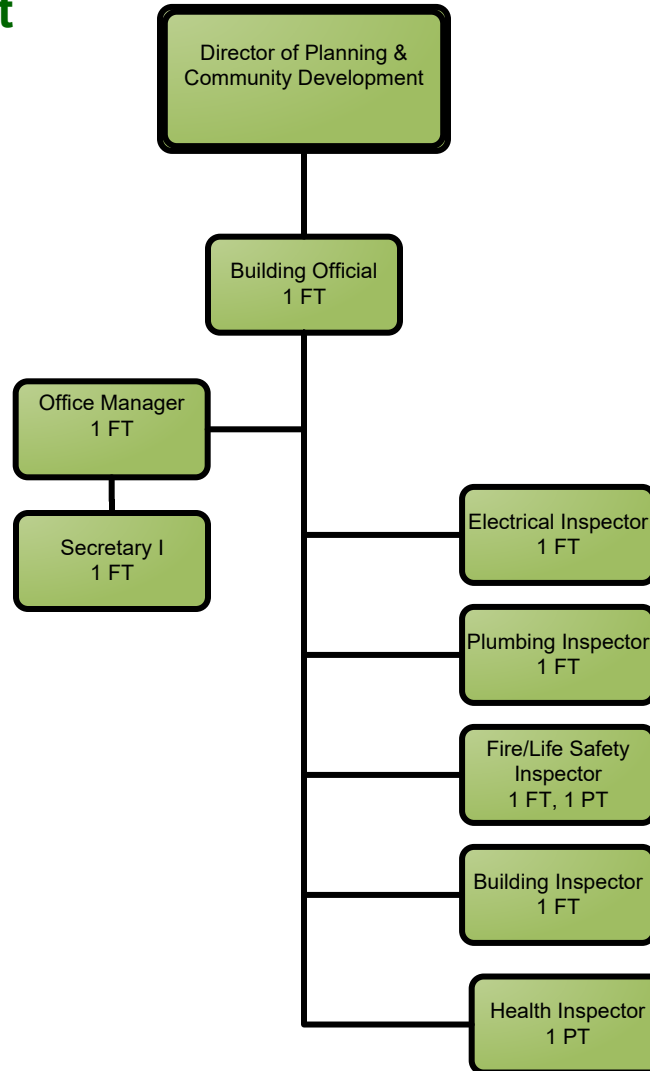 t
Director of Planning &
Community Development
Building Official
1 FT
Office Manager
1 FT
Secretary I
1 FT
Electrical Inspector
1 FT
Plumbing Inspector
1 FT
Fire/Life Safety
Inspector
1 FT, 1 PT
Building Inspector
1 FT
Health Inspector
1 PT